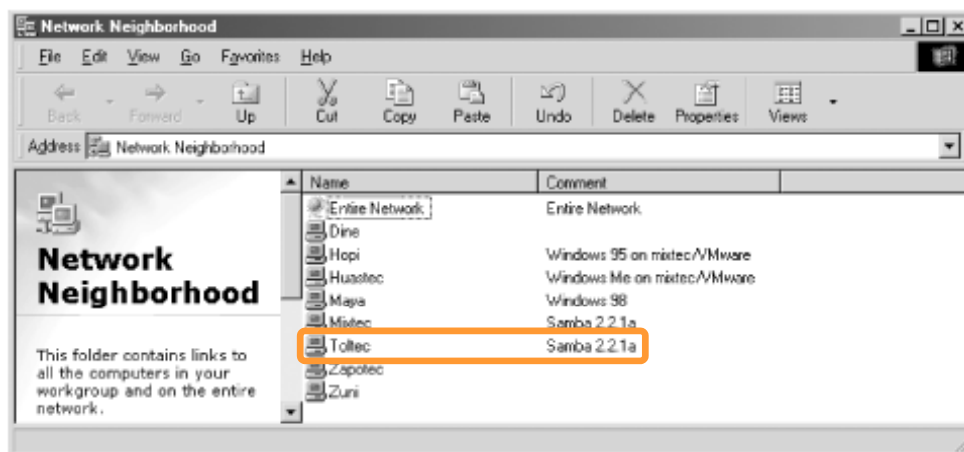 Network Neighborhood
File Edit View Go Favorites Help
Back Forward Up Cut Copy Paste Undo Delete Properties Views
Address Network Neighborhood
Name Comment
Entire Network Entire Network
Dine
Hopi Windows 95 on mixtec/VMware
Huastec Windows Me on mixtec/VMware
Maya Windows 98
Mixtec Samba 2.2.1a
Toltec Samba 2.2.1a
Zapotec
Zuni
Network
Neighborhood
This folder contains links to
all the computers in your
workgroup and on the entire
network.